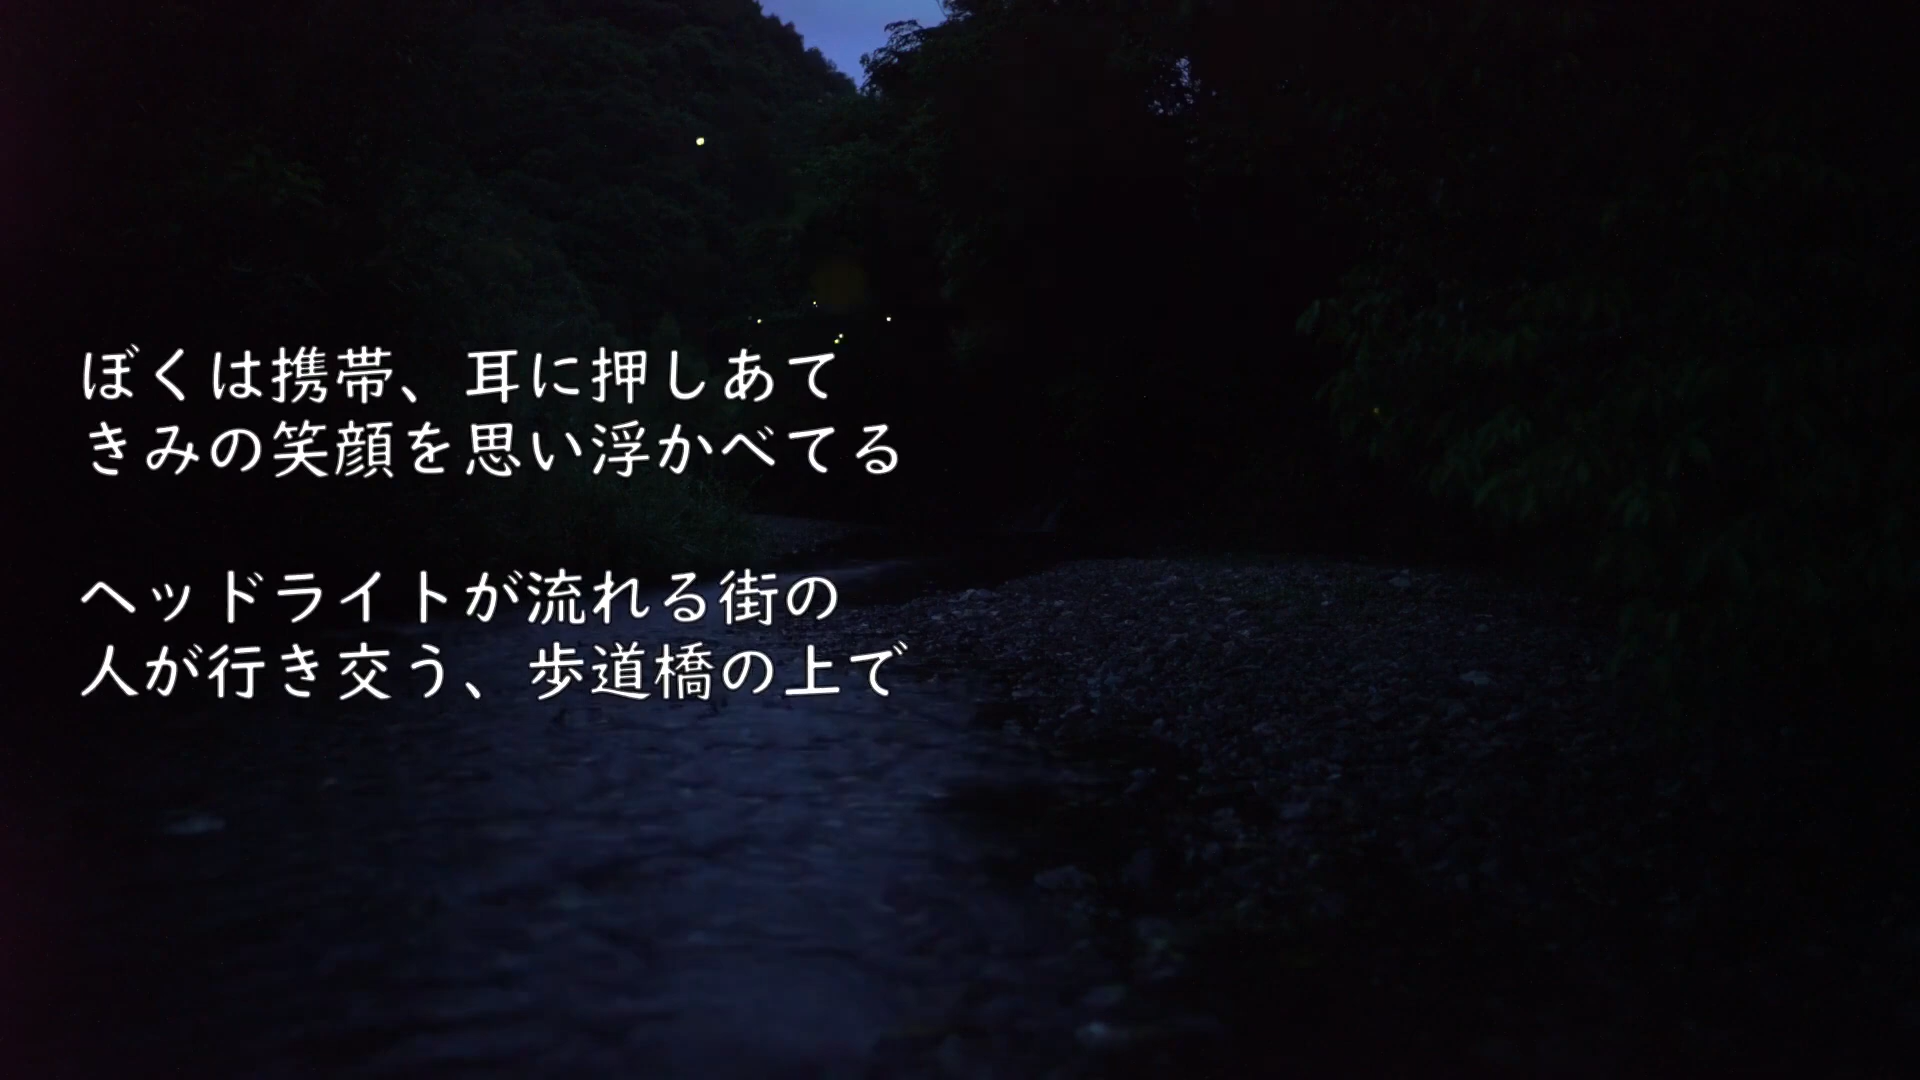 ぼくは携帯、耳に押しあて
きみの笑顔を思い浮かべてる
ヘッドライトが流れる街の
人が行き交う、歩道橋の上で